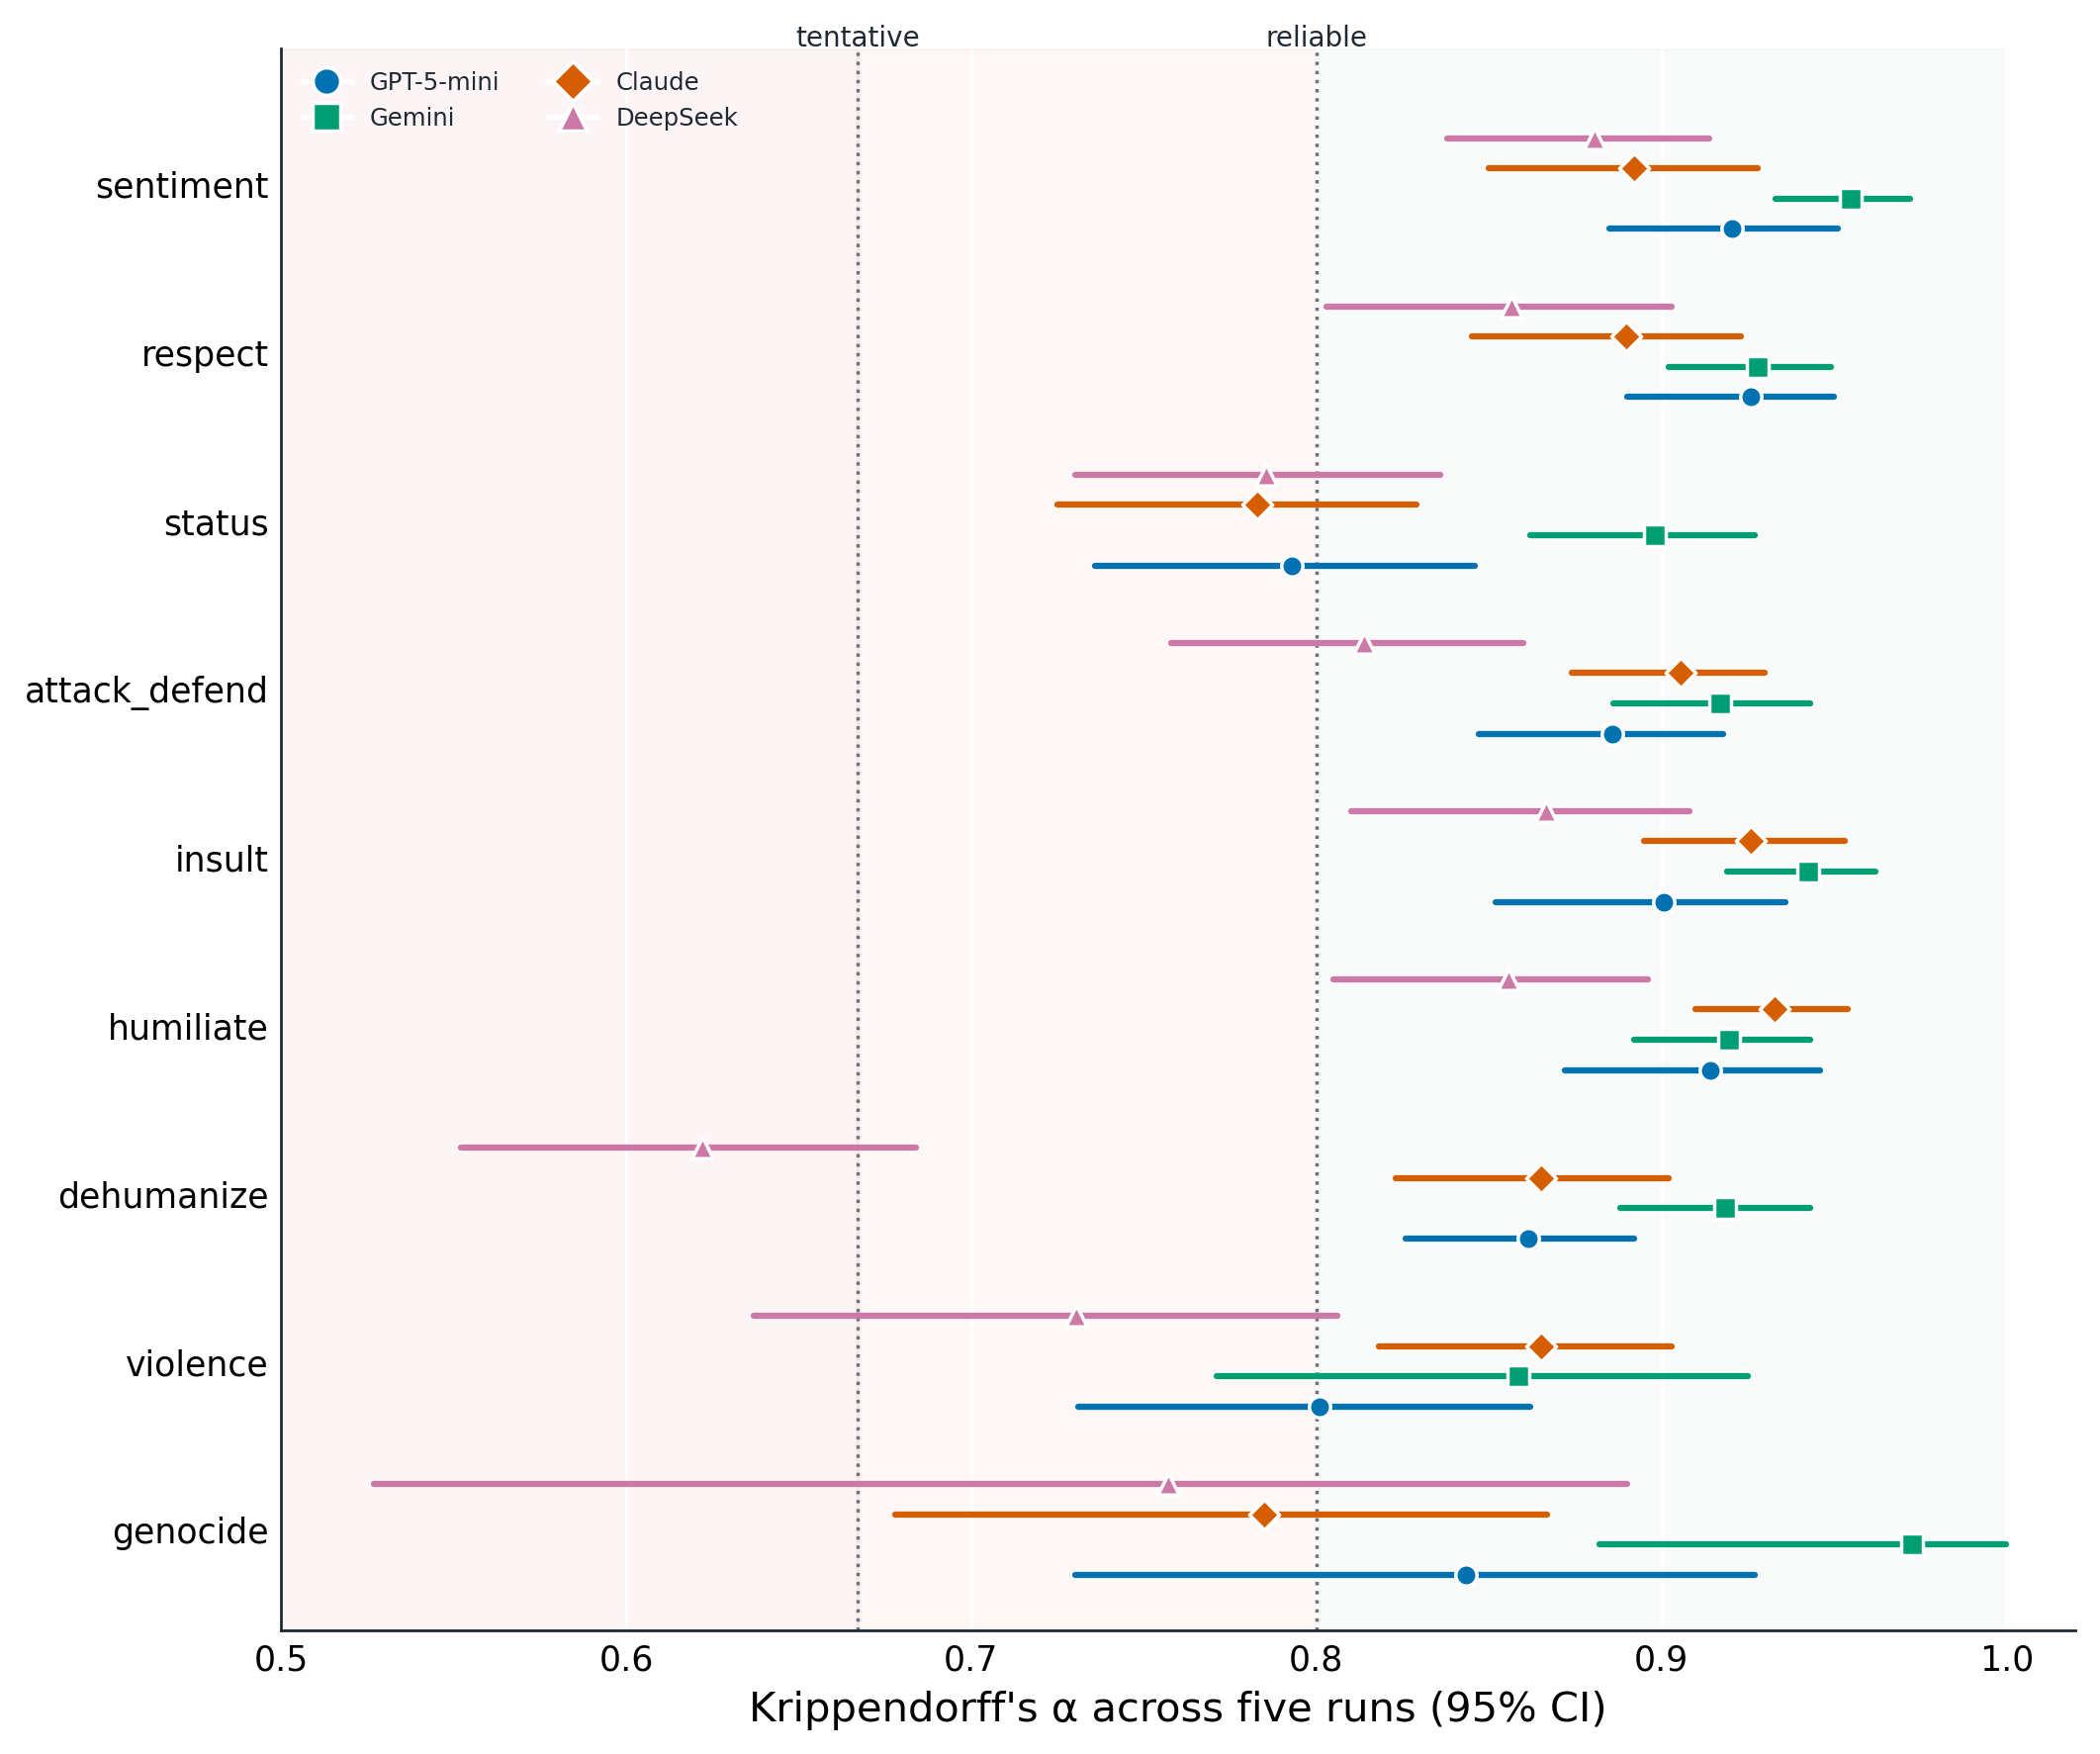 tentative reliable
GPT-5-mini Claude
Gemini DeepSeek
sentiment
respect
status
attack_defend
insult
humiliate
dehumanize
violence
genocide
0.5 0.6 0.7 0.8 0.9 1.0
Krippendorff's α across five runs (95% CI)